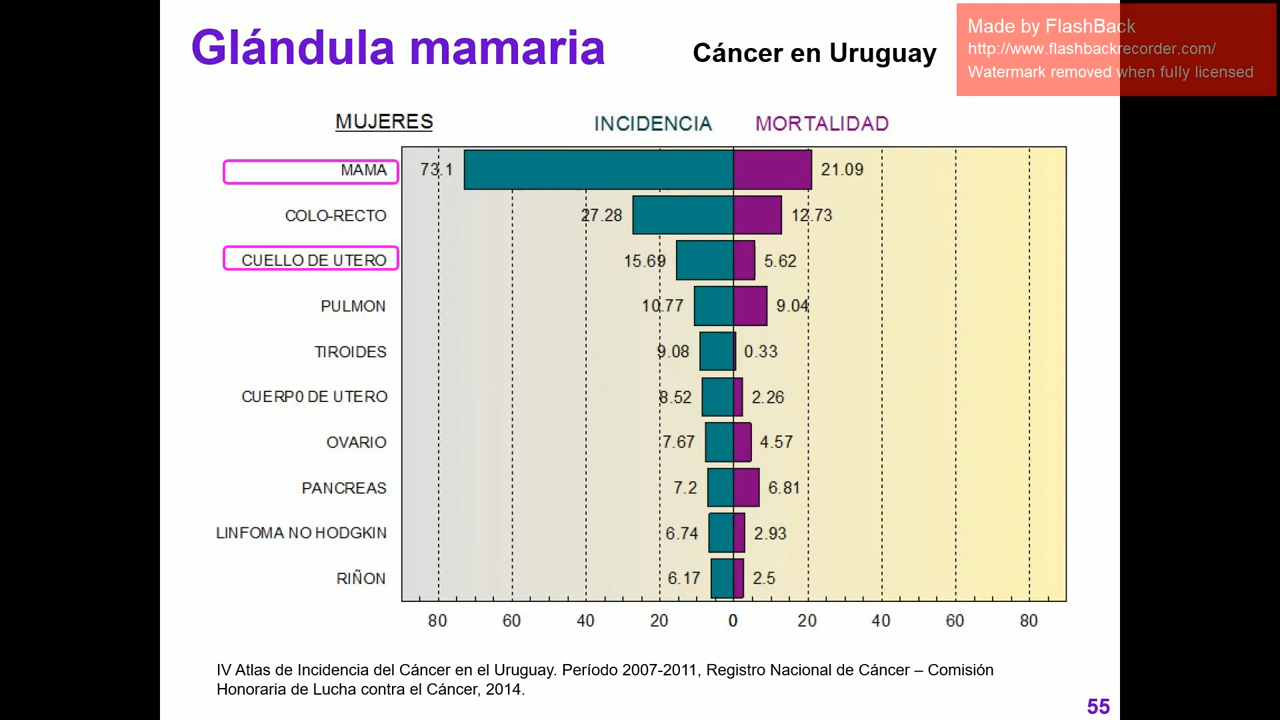 Glándula mamaria
Cáncer en Uruguay
Made by FlashBack
http://www.flashbackrecorder.com/
Watermark removed when fully licensed
MUJERES
INCIDENCIA
MORTALIDAD
MAMA 73.1 21.09
COLO-RECTO 27.28 12.73
CUELLO DE UTERO 15.69 5.62
PULMON 10.77 9.04
TIROIDES 9.08 0.33
CUERP0 DE UTERO 8.52 2.26
OVARIO 7.67 4.57
PANCREAS 7.2 6.81
LINFOMA NO HODGKIN 6.74 2.93
RIÑON 6.17 2.5
80 60 40 20 0 20 40 60 80
IV Atlas de Incidencia del Cáncer en el Uruguay. Período 2007-2011, Registro Nacional de Cáncer – Comisión
Honoraria de Lucha contra el Cáncer, 2014.
55